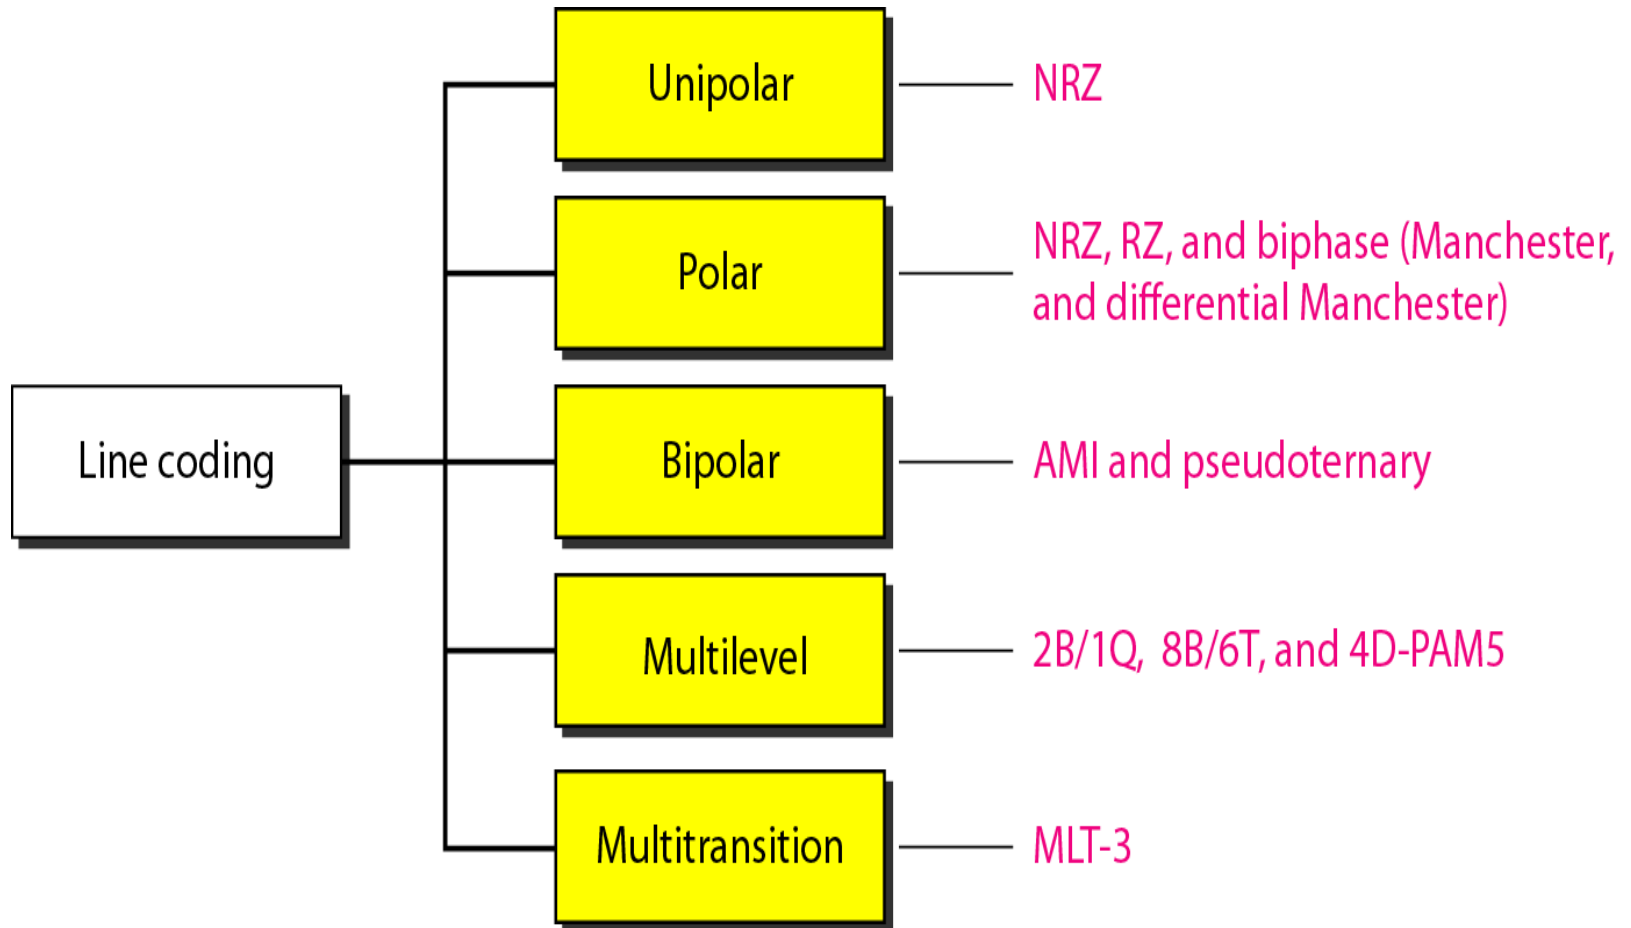 Unipolar
NRZ
Polar
NRZ, RZ, and biphase (Manchester,
and differential Manchester)
Line coding
Bipolar
AMI and pseudoternary
Multilevel
2B/1Q, 8B/6T, and 4D-PAM5
Multitransition
MLT-3